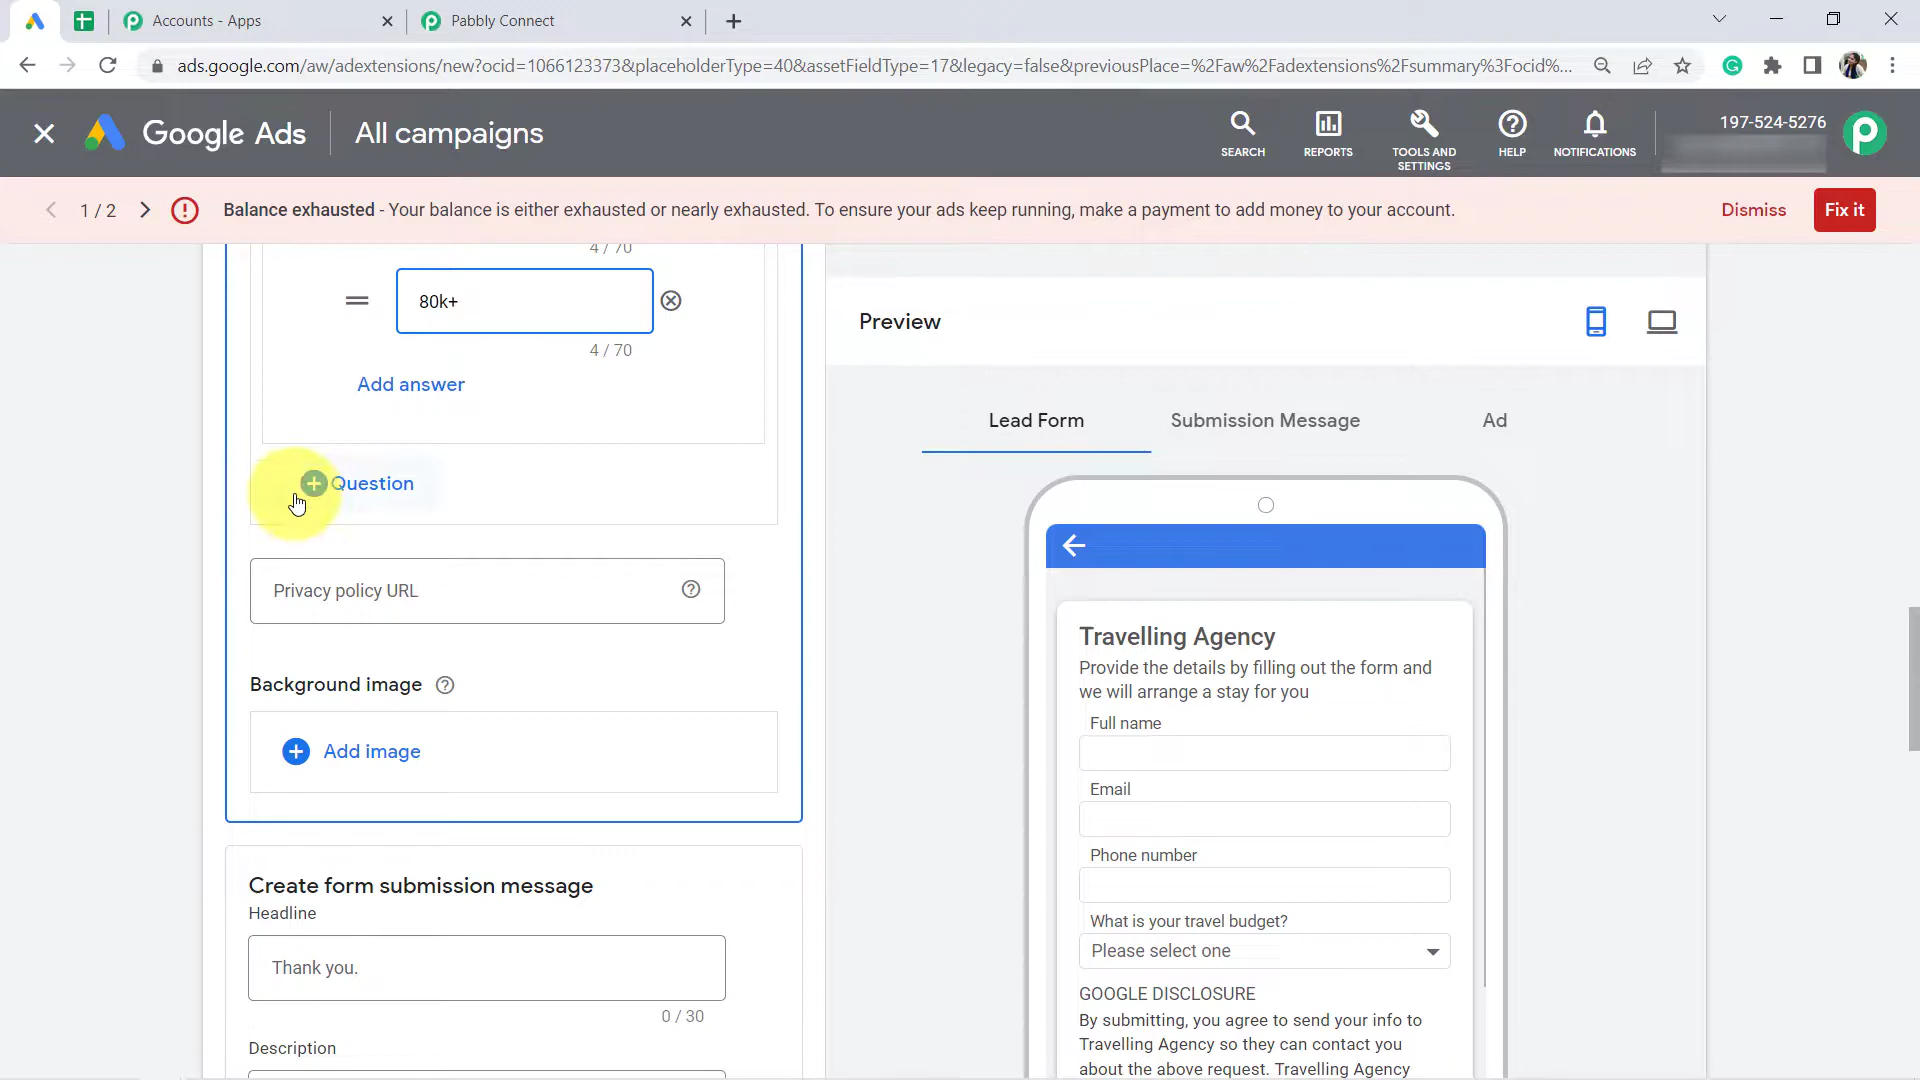 Accounts - Apps
Pabbly Connect
ads.google.com/aw/adextensions/new?ocid=1066123373&placeholderType=40&assetFieldType=17&legacy=false&previousPlace=%2Faw%2Fadextensions%2Fsummary%3Focid%...
Google Ads
All campaigns
SEARCH
REPORTS
TOOLS AND
SETTINGS
HELP
NOTIFICATIONS
197-524-5276
1 / 2
Balance exhausted - Your balance is either exhausted or nearly exhausted. To ensure your ads keep running, make a payment to add money to your account.
Dismiss
Fix it
4 / 70
80k+
4 / 70
Add answer
Question
Privacy policy URL
Background image
Add image
Create form submission message
Headline
Thank you.
0 / 30
Description
Preview
Lead Form
Submission Message
Ad
Travelling Agency
Provide the details by filling out the form and
we will arrange a stay for you
Full name
Email
Phone number
What is your travel budget?
Please select one
GOOGLE DISCLOSURE
By submitting, you agree to send your info to
Travelling Agency so they can contact you
about the above request. Travelling Agency